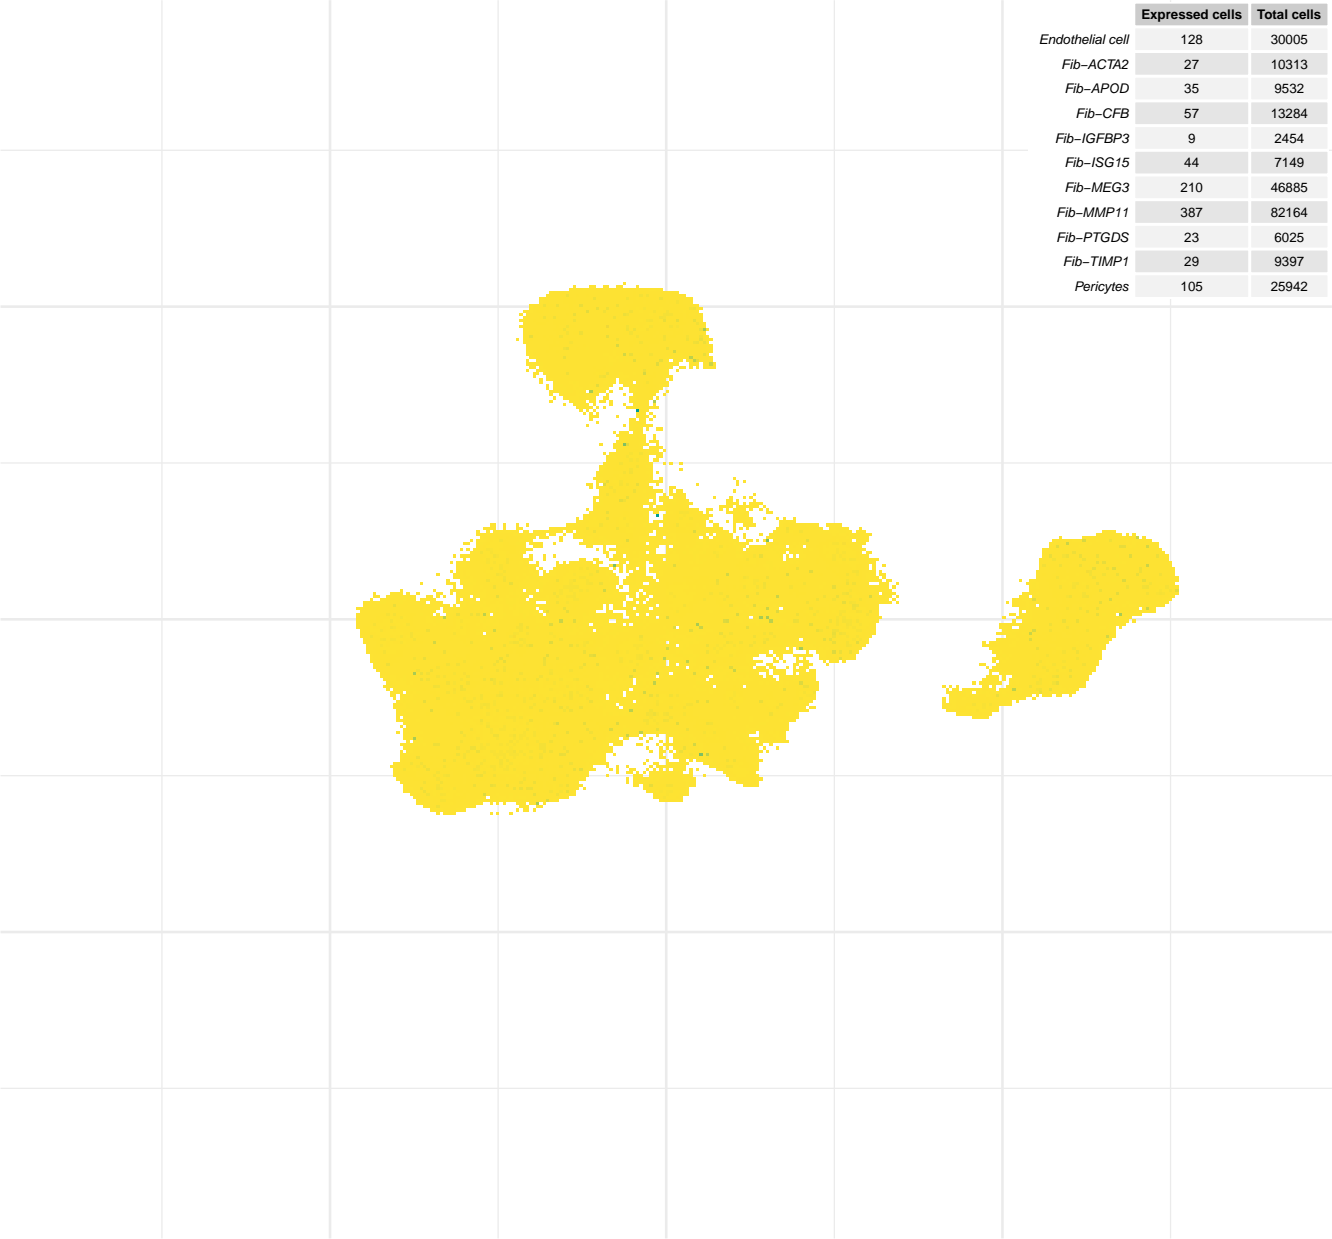 Expressed cells Total cells
Endothelial cell 128 30005
Fib−ACTA2 27 10313
Fib−APOD 35 9532
Fib−CFB 57 13284
Fib−IGFBP3 9 2454
Fib−ISG15 44 7149
Fib−MEG3 210 46885
Fib−MMP11 387 82164
Fib−PTGDS 23 6025
Fib−TIMP1 29 9397
Pericytes 105 25942